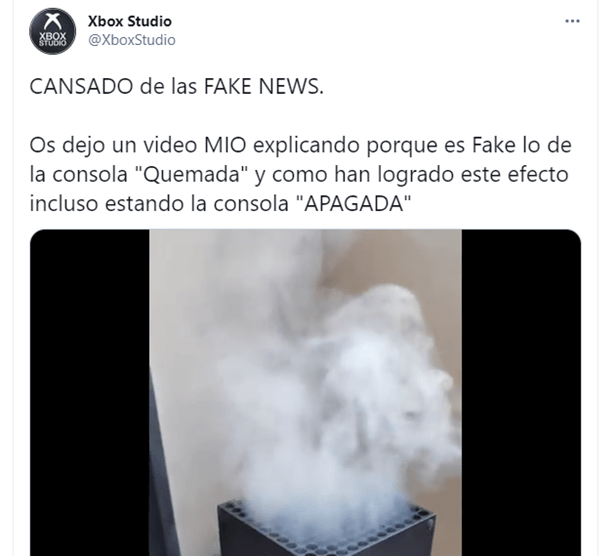 Xbox Studio
@XboxStudio
XBOX
STUDIO
CANSADO de las FAKE NEWS.
Os dejo un video MIO explicando porque es Fake lo de
la consola "Quemada" y como han logrado este efecto
incluso estando la consola "APAGADA"